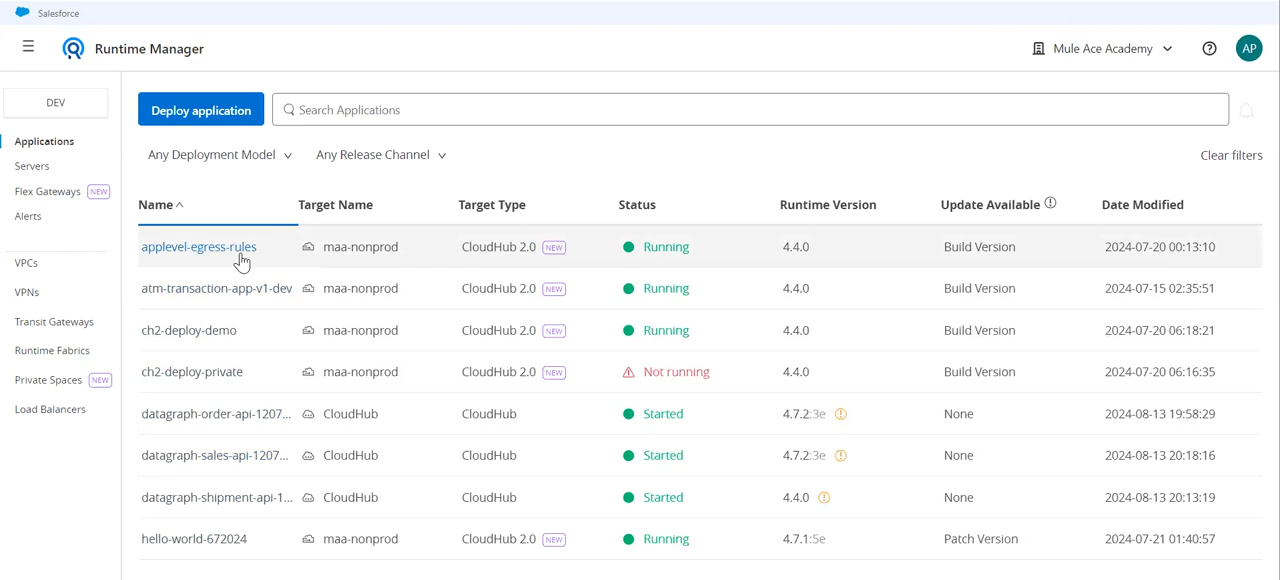 Salesforce
Runtime Manager
Mule Ace Academy
AP
DEV
Applications
Servers
Flex Gateways NEW
Alerts
VPCs
VPNs
Transit Gateways
Runtime Fabrics
Private Spaces NEW
Load Balancers
Deploy application
Search Applications
Any Deployment Model
Any Release Channel
Clear filters
Name Target Name Target Type Status Runtime Version Update Available Date Modified
applevel-egress-rules maa-nonprod CloudHub 2.0 NEW Running 4.4.0 Build Version 2024-07-20 00:13:10
atm-transaction-app-v1-dev maa-nonprod CloudHub 2.0 NEW Running 4.4.0 Build Version 2024-07-15 02:35:51
ch2-deploy-demo maa-nonprod CloudHub 2.0 NEW Running 4.4.0 Build Version 2024-07-20 06:18:21
ch2-deploy-private maa-nonprod CloudHub 2.0 NEW Not running 4.4.0 Build Version 2024-07-20 06:16:35
datagraph-order-api-1207... CloudHub CloudHub Started 4.7.2:3e None 2024-08-13 19:58:29
datagraph-sales-api-1207... CloudHub CloudHub Started 4.7.2:3e None 2024-08-13 20:18:16
datagraph-shipment-api-1... CloudHub CloudHub Started 4.4.0 None 2024-08-13 20:13:19
hello-world-672024 maa-nonprod CloudHub 2.0 NEW Running 4.7.1:5e Patch Version 2024-07-21 01:40:57